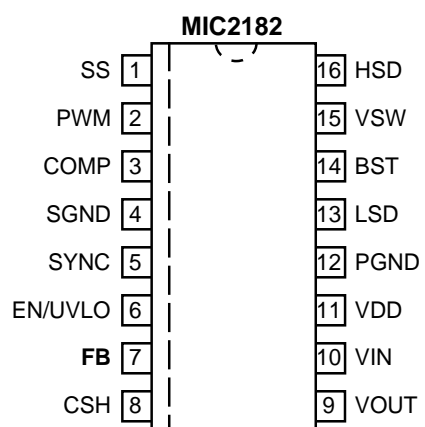 MIC2182
SS 1 16 HSD
PWM 2 15 VSW
COMP 3 14 BST
SGND 4 13 LSD
SYNC 5 12 PGND
EN/UVLO 6 11 VDD
FB 7 10 VIN
CSH 8 9 VOUT